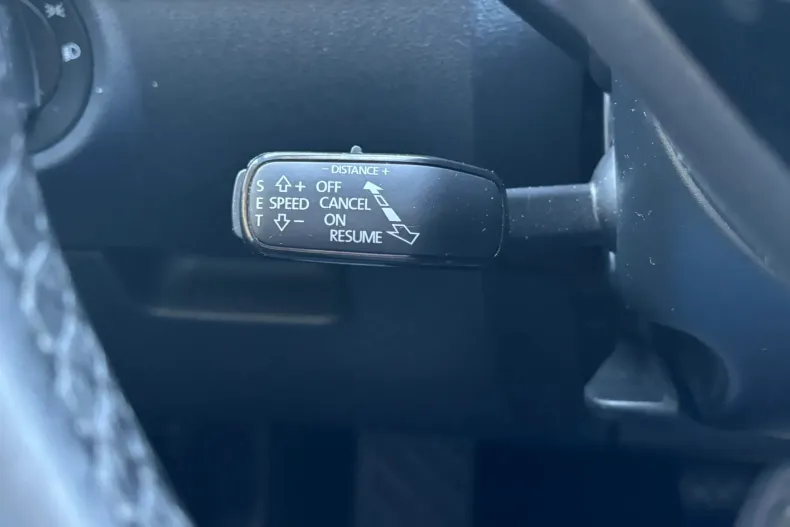 - DISTANCE +
S ⇧ + OFF
E SPEED CANCEL
T ⇩ - ON
RESUME